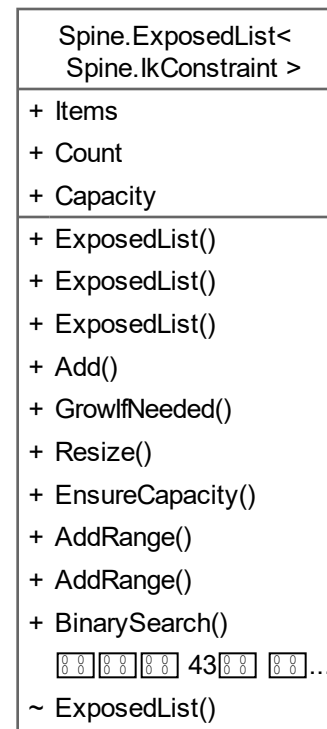 Spine.ExposedList<
Spine.IkConstraint >
+ Items
+ Count
+ Capacity
+ ExposedList()
+ ExposedList()
+ ExposedList()
+ Add()
+ GrowIfNeeded()
+ Resize()
+ EnsureCapacity()
+ AddRange()
+ AddRange()
+ BinarySearch()
43 ...
~ ExposedList()